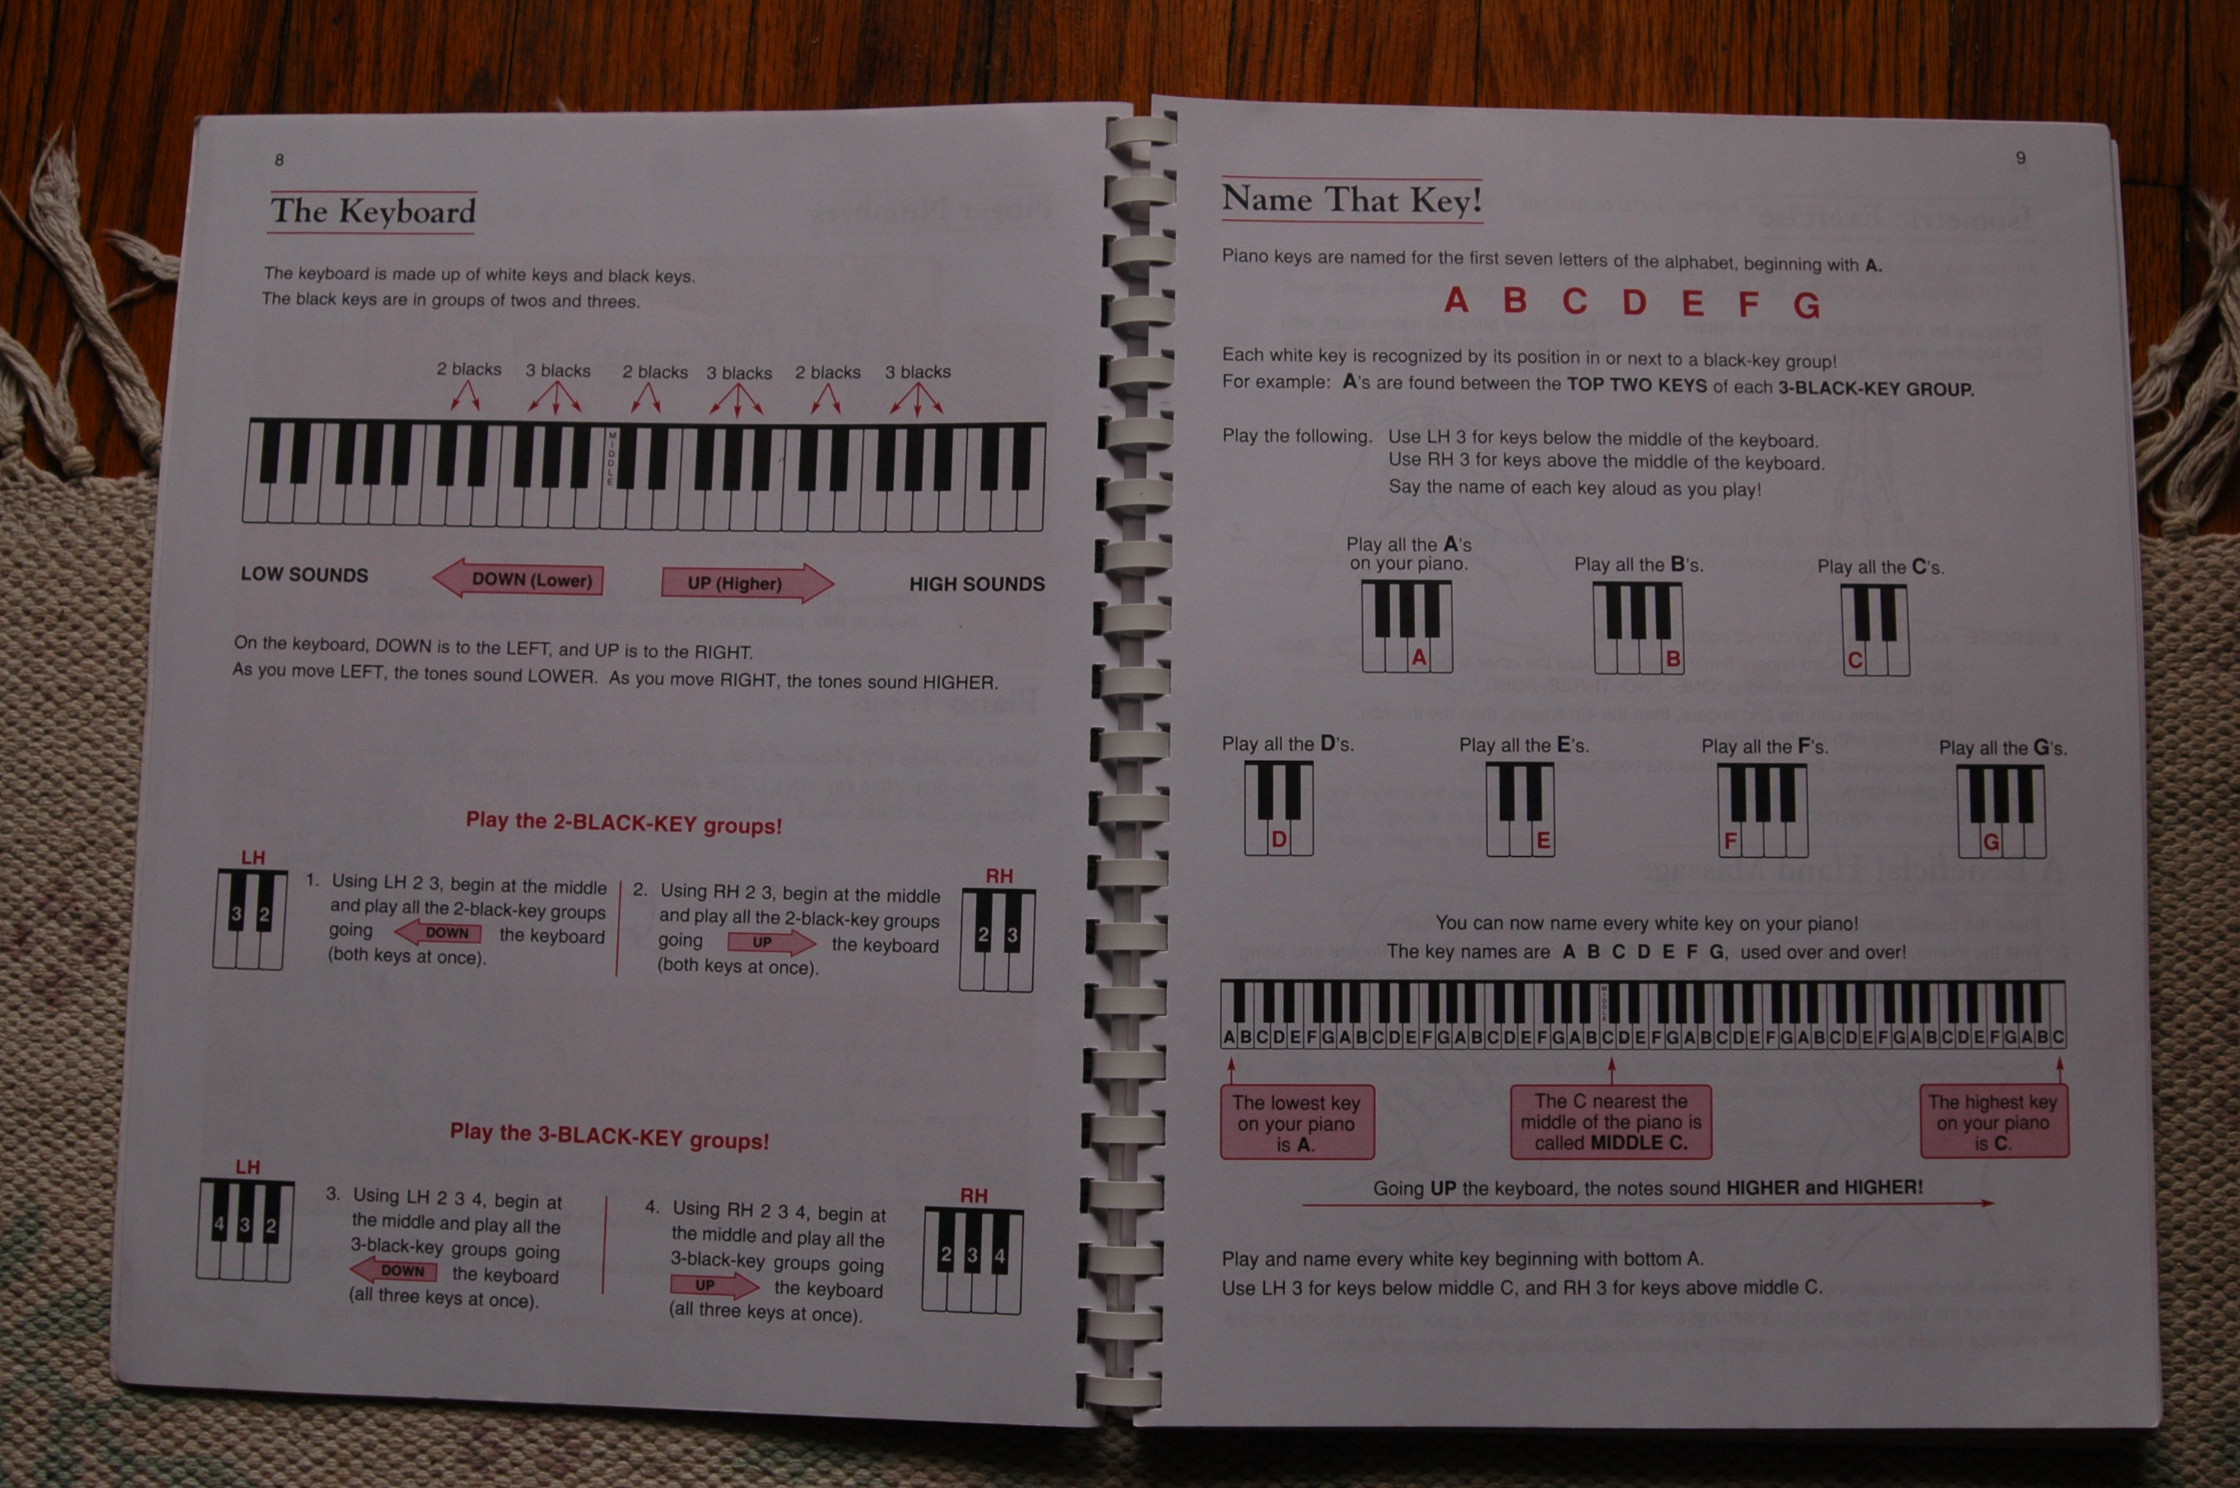 8
The Keyboard
The keyboard is made up of white keys and black keys.
The black keys are in groups of twos and threes.
2 blacks 3 blacks 2 blacks 3 blacks 2 blacks 3 blacks
MIDDLE
LOW SOUNDS DOWN (Lower) UP (Higher) HIGH SOUNDS
On the keyboard, DOWN is to the LEFT, and UP is to the RIGHT.
As you move LEFT, the tones sound LOWER. As you move RIGHT, the tones sound HIGHER.
Play the 2-BLACK-KEY groups!
LH
3 2
1. Using LH 2 3, begin at the middle
and play all the 2-black-key groups
going DOWN the keyboard
(both keys at once).
2. Using RH 2 3, begin at the middle
and play all the 2-black-key groups
going UP the keyboard
(both keys at once).
RH
2 3
Play the 3-BLACK-KEY groups!
LH
4 3 2
3. Using LH 2 3 4, begin at
the middle and play all the
3-black-key groups going
DOWN the keyboard
(all three keys at once).
4. Using RH 2 3 4, begin at
the middle and play all the
3-black-key groups going
UP the keyboard
(all three keys at once).
RH
2 3 4
9
Name That Key!
Piano keys are named for the first seven letters of the alphabet, beginning with A.
A B C D E F G
Each white key is recognized by its position in or next to a black-key group!
For example: A's are found between the TOP TWO KEYS of each 3-BLACK-KEY GROUP.
Play the following. Use LH 3 for keys below the middle of the keyboard.
Use RH 3 for keys above the middle of the keyboard.
Say the name of each key aloud as you play!
Play all the A's
on your piano.
A
Play all the B's.
B
Play all the C's.
C
Play all the D's.
D
Play all the E's.
E
Play all the F's.
F
Play all the G's.
G
You can now name every white key on your piano!
The key names are A B C D E F G, used over and over!
MIDDLE
A B C D E F G A B C D E F G A B C D E F G A B C D E F G A B C D E F G A B C D E F G A B C D E F G A B C
The lowest key
on your piano
is A.
The C nearest the
middle of the piano is
called MIDDLE C.
The highest key
on your piano
is C.
Going UP the keyboard, the notes sound HIGHER and HIGHER!
Play and name every white key beginning with bottom A.
Use LH 3 for keys below middle C, and RH 3 for keys above middle C.